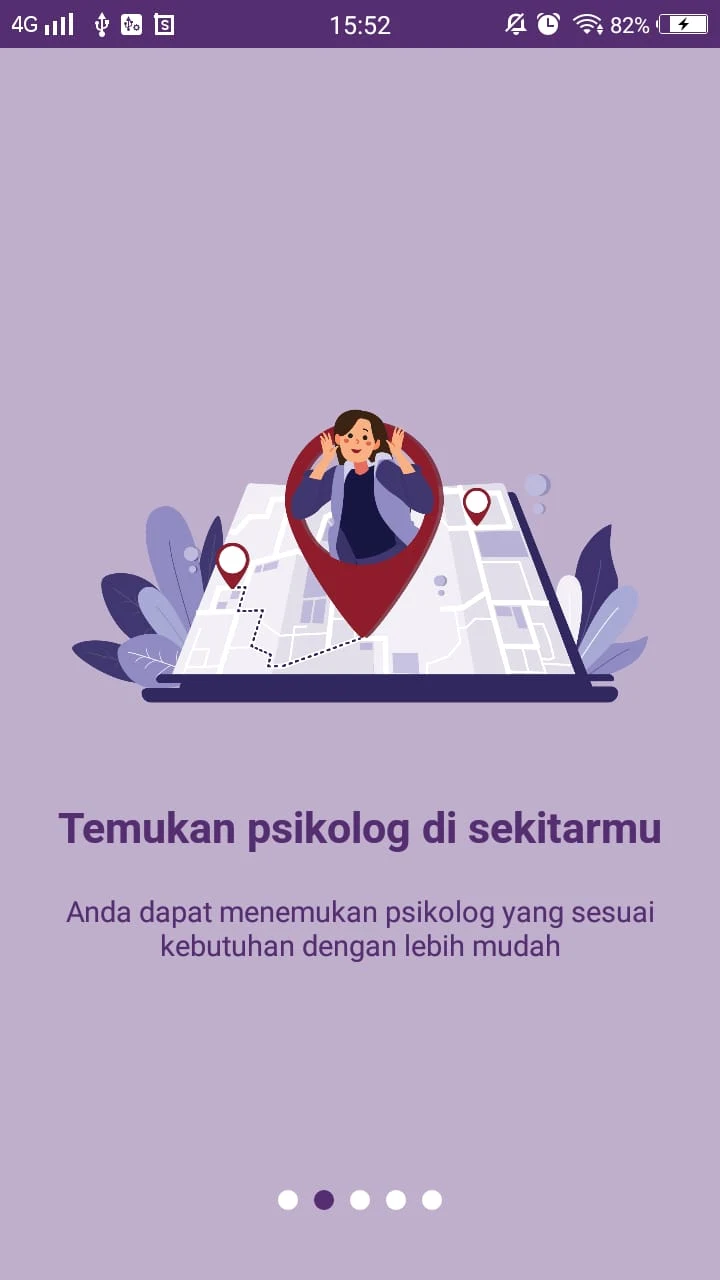 4G 15:52 82%
Temukan psikolog di sekitarmu
Anda dapat menemukan psikolog yang sesuai
kebutuhan dengan lebih mudah